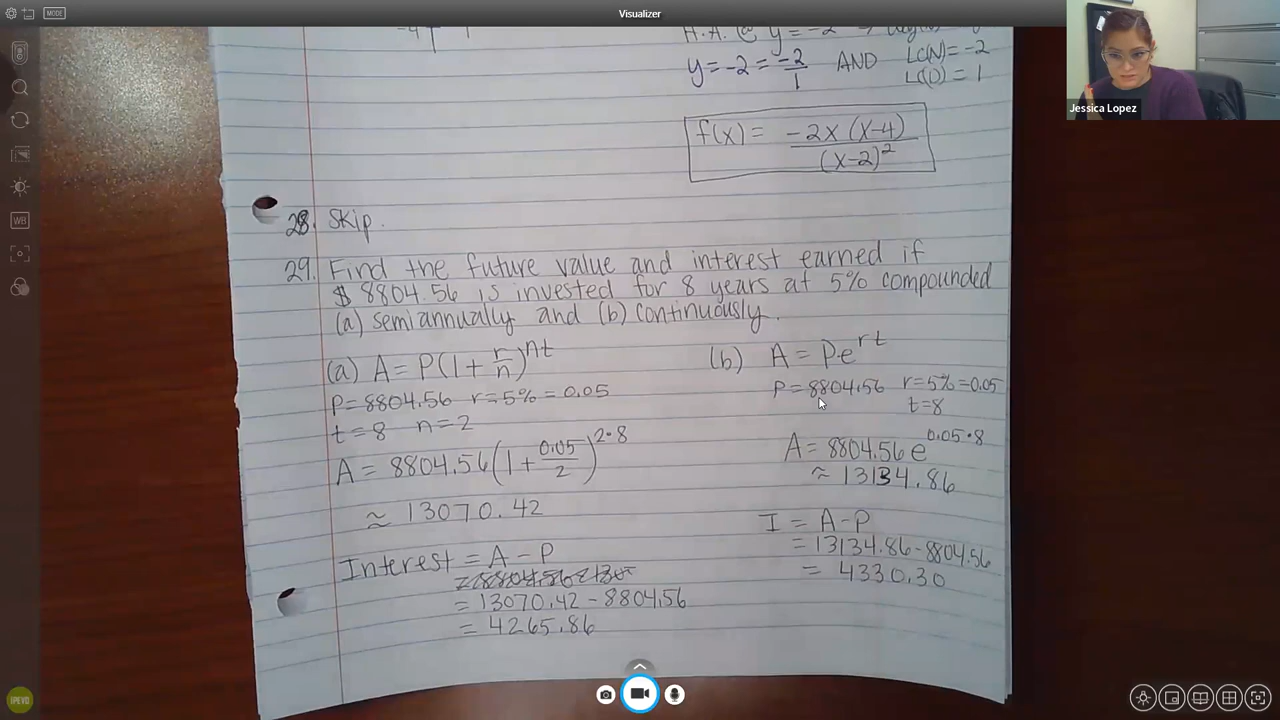 MODE
Visualizer
WB
Jessica Lopez
H.A. @ y = -2
y = -2 = -2/1 AND LC(N) = -2
LC(D) = 1
f(x) = -2x(x-4)/(x-2)^2
28. Skip.
29. Find the future value and interest earned if
$ 8804.56 is invested for 8 years at 5% compounded
(a) semiannually and (b) continuously.
(a) A = P(1 + r/n)^nt
P = 8804.56 r = 5% = 0.05
t = 8 n = 2
A = 8804.56(1 + 0.05/2)^2·8
≈ 13070.42
Interest = A - P
= 13070.42 - 8804.56
= 4265.86
(b) A = Pe^rt
P = 8804.56 r = 5% = 0.05
t = 8
A = 8804.56 e^0.05·8
≈ 13134.86
I = A - P
= 13134.86 - 8804.56
= 4330.30
IPEVO